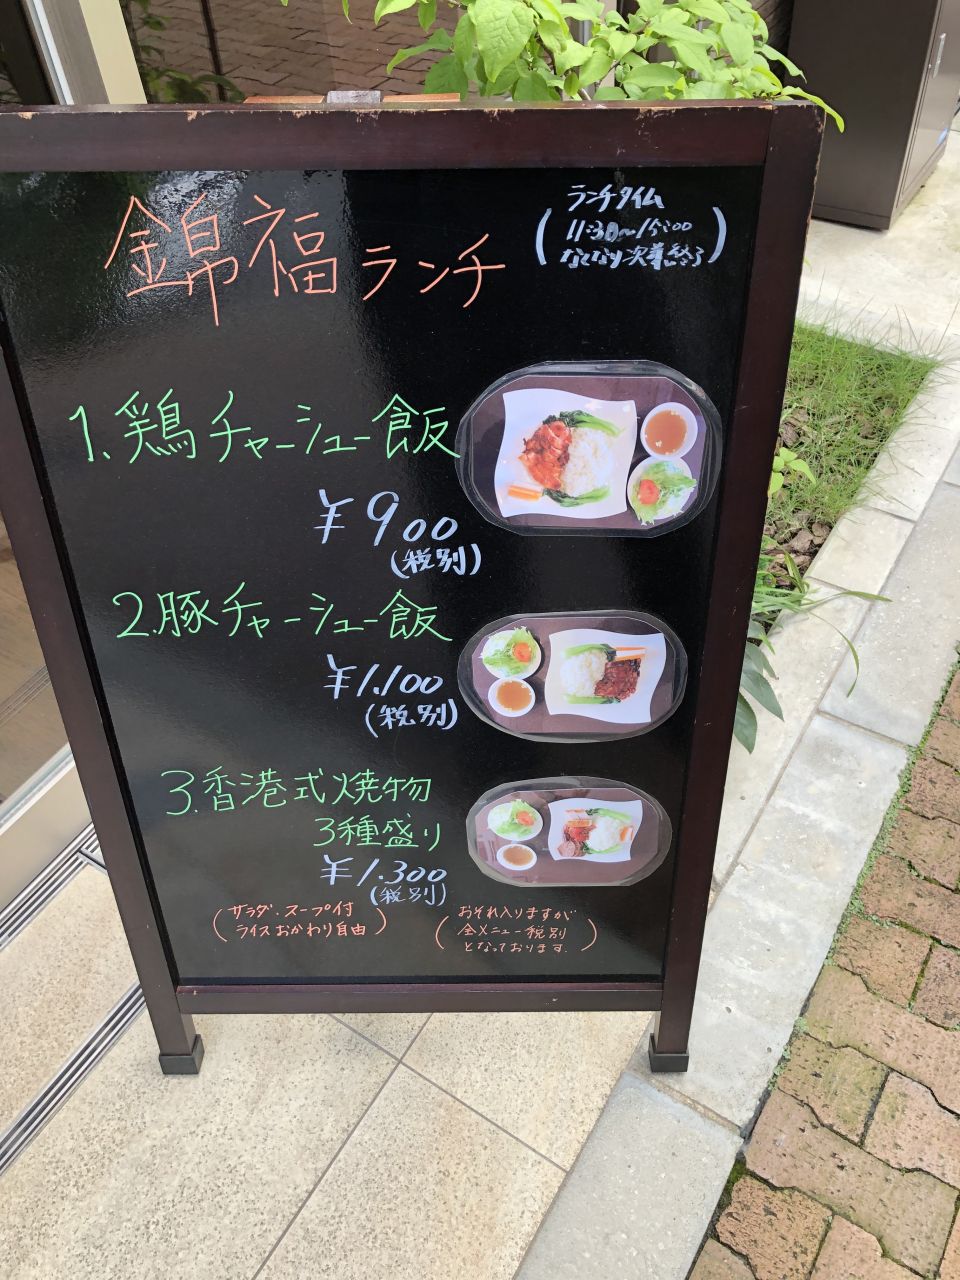 錦福ランチ
ランチタイム
(11:30~15:00
なくなり次第終了)
1.鶏チャーシュー飯
¥900
(税別)
2.豚チャーシュー飯
¥1.100
(税別)
3.香港式焼物
3種盛り
¥1.300
(税別)
(サラダ・スープ付
ライスおかわり自由)
(おそれ入りますが
全メニュー税別
となっております.)